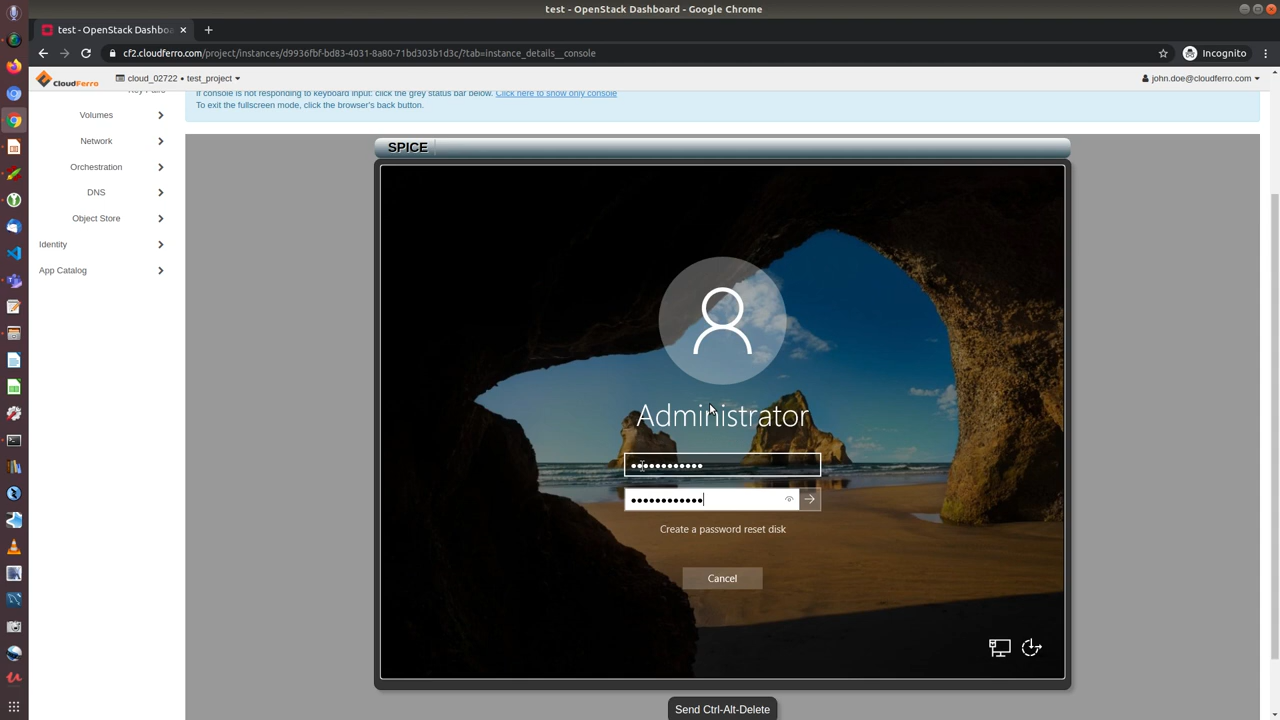 test - OpenStack Dashboard - Google Chrome
test - OpenStack Dashboa
cf2.cloudferro.com/project/instances/d9936fbf-bd83-4031-8a80-71bd303b1d3c/?tab=instance_details__console
Incognito
CloudFerro
cloud_02722 • test_project
john.doe@cloudferro.com
Key Pairs
If console is not responding to keyboard input: click the grey status bar below. Click here to show only console
To exit the fullscreen mode, click the browser's back button.
Volumes
Network
Orchestration
DNS
Object Store
Identity
App Catalog
SPICE
Administrator
Create a password reset disk
Cancel
Send Ctrl-Alt-Delete